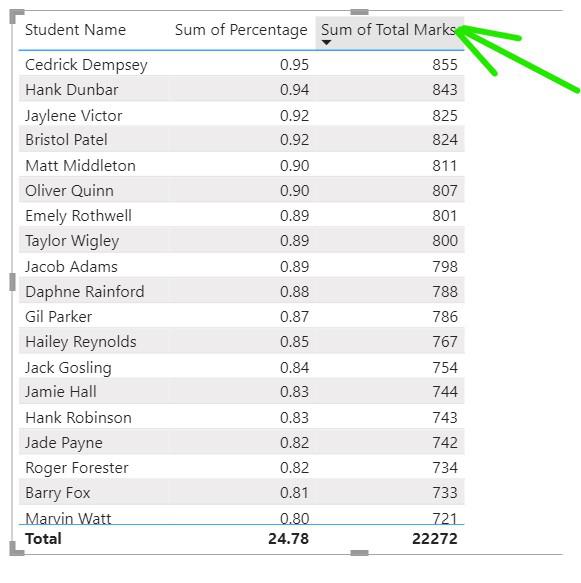 Student Name Sum of Percentage Sum of Total Marks
Cedrick Dempsey 0.95 855
Hank Dunbar 0.94 843
Jaylene Victor 0.92 825
Bristol Patel 0.92 824
Matt Middleton 0.90 811
Oliver Quinn 0.90 807
Emely Rothwell 0.89 801
Taylor Wigley 0.89 800
Jacob Adams 0.89 798
Daphne Rainford 0.88 788
Gil Parker 0.87 786
Hailey Reynolds 0.85 767
Jack Gosling 0.84 754
Jamie Hall 0.83 744
Hank Robinson 0.83 743
Jade Payne 0.82 742
Roger Forester 0.82 734
Barry Fox 0.81 733
Marvin Watt 0.80 721
Total 24.78 22272